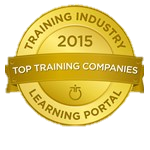 TRAINING INDUSTRY
2015
TOP TRAINING COMPANIES
LEARNING PORTAL